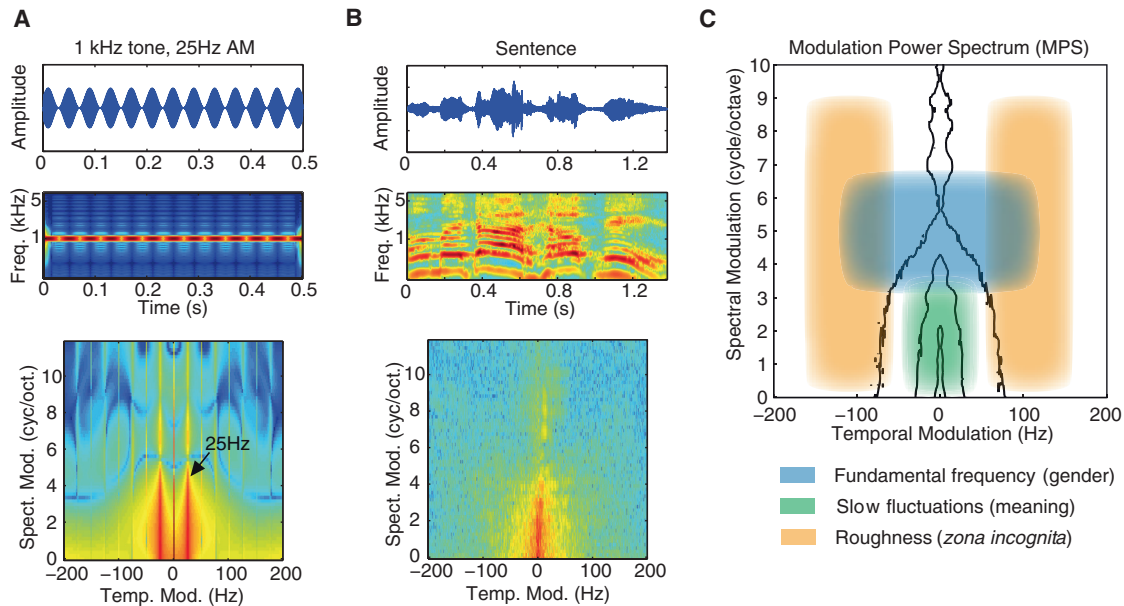 A
1 kHz tone, 25Hz AM
Amplitude
0 0.1 0.2 0.3 0.4 0.5
Freq. (kHz)
5
1
0 0.1 0.2 0.3 0.4 0.5
Time (s)
Spect. Mod. (cyc/oct.)
10
8
6
4
2
0
25Hz
-200 -100 0 100 200
Temp. Mod. (Hz)
B
Sentence
Amplitude
0 0.4 0.8 1.2
Freq. (kHz)
5
1
0 0.4 0.8 1.2
Time (s)
Spect. Mod. (cyc/oct.)
10
8
6
4
2
0
-200 -100 0 100 200
Temp. Mod. (Hz)
C
Modulation Power Spectrum (MPS)
Spectral Modulation (cycle/octave)
10
9
8
7
6
5
4
3
2
1
0
−200 −100 0 100 200
Temporal Modulation (Hz)
Fundamental frequency (gender)
Slow fluctuations (meaning)
Roughness (zona incognita)